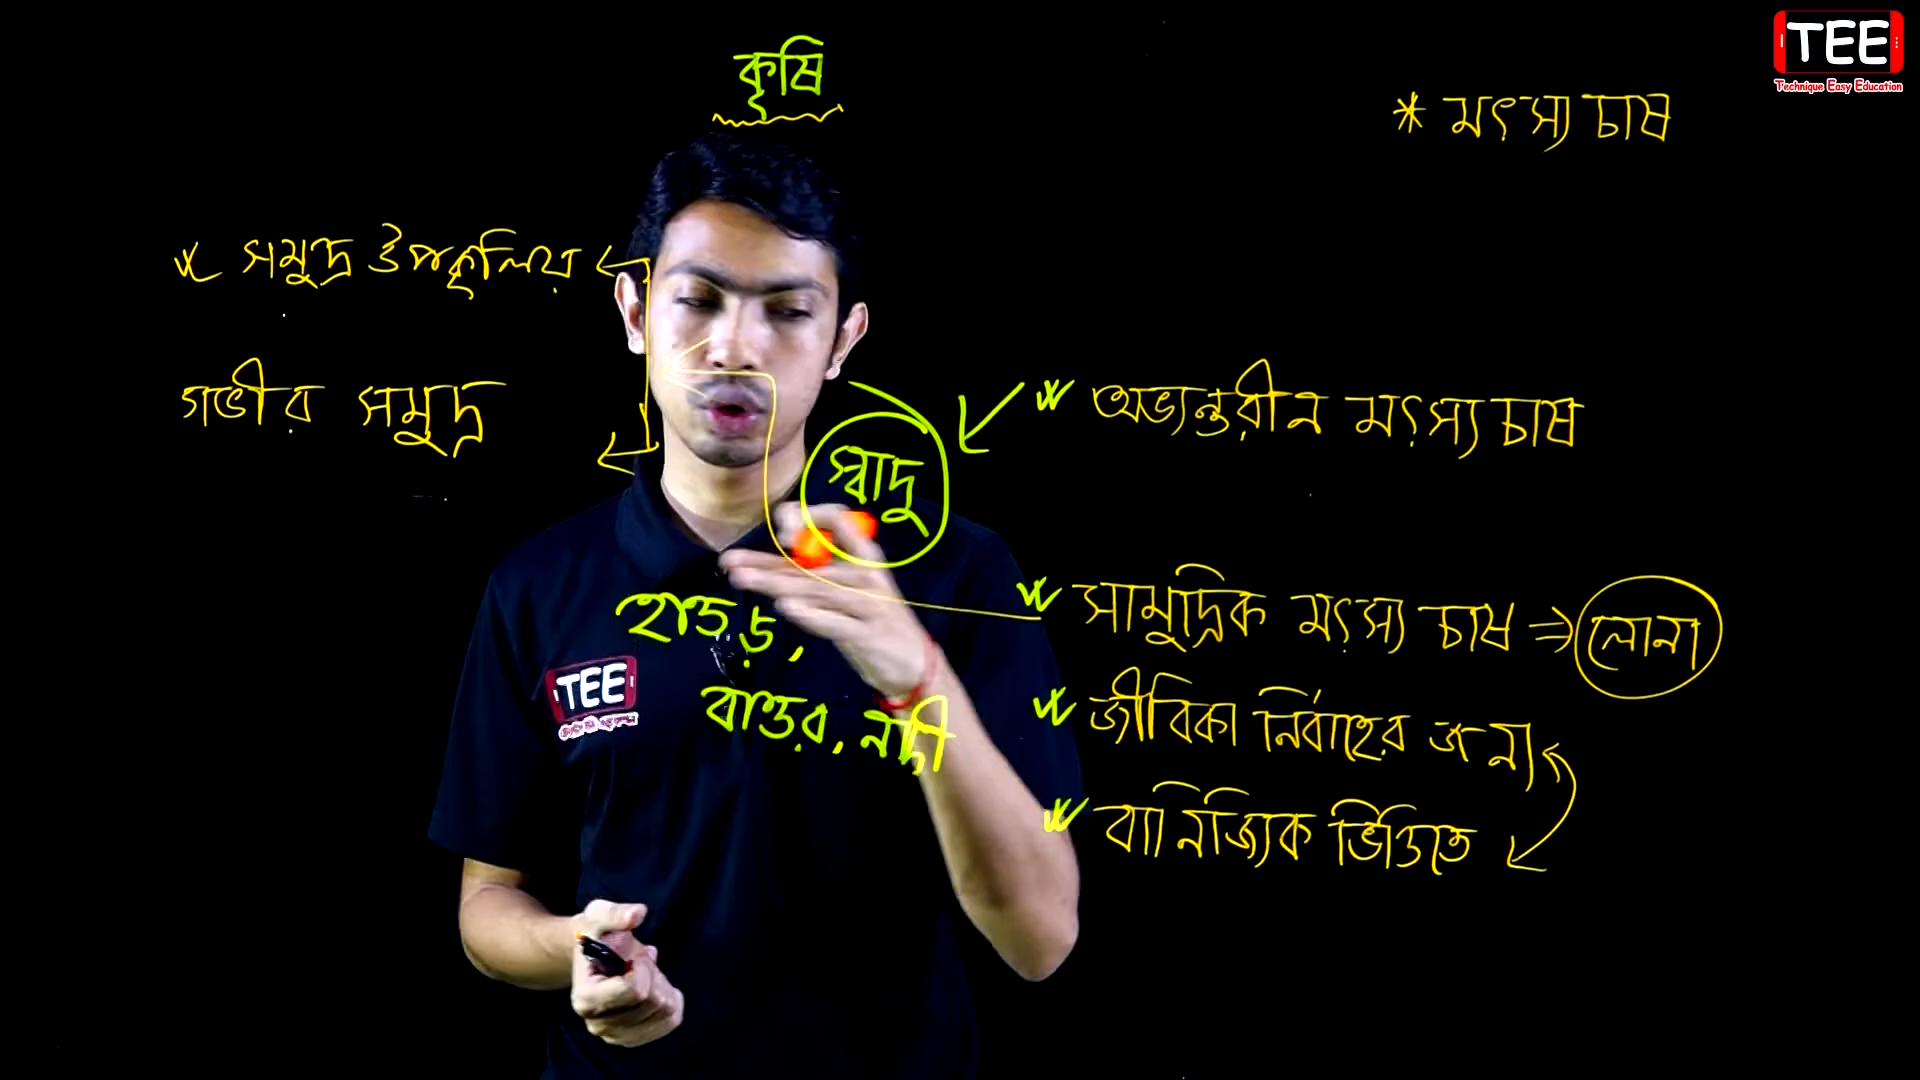 কৃষি
TEE
Technique Easy Education
* মৎস্য চাষ
* সমুদ্র উপকূলিয়
গভীর সমুদ্র
* অভ্যন্তরীন মৎস্য চাষ
স্বাদু
* সামুদ্রিক মৎস্য চাষ ⇒ লোনা
হাওড়,
বাওর, নদী
TEE
* জীবিকা নির্বাহের জন্য
* বানিজ্যিক ভিত্তিতে